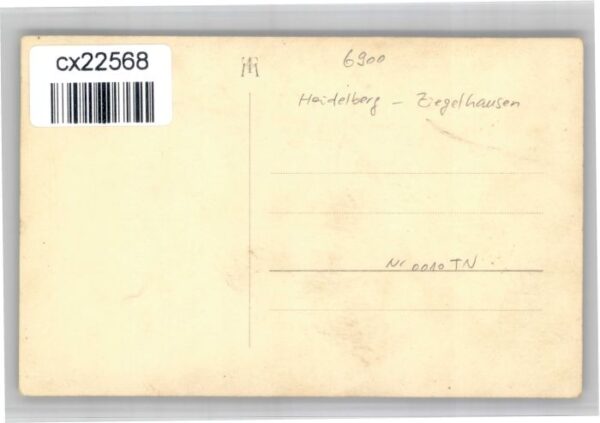 cx22568
6900
Heidelberg - Ziegelhausen
Nr 0010 TN